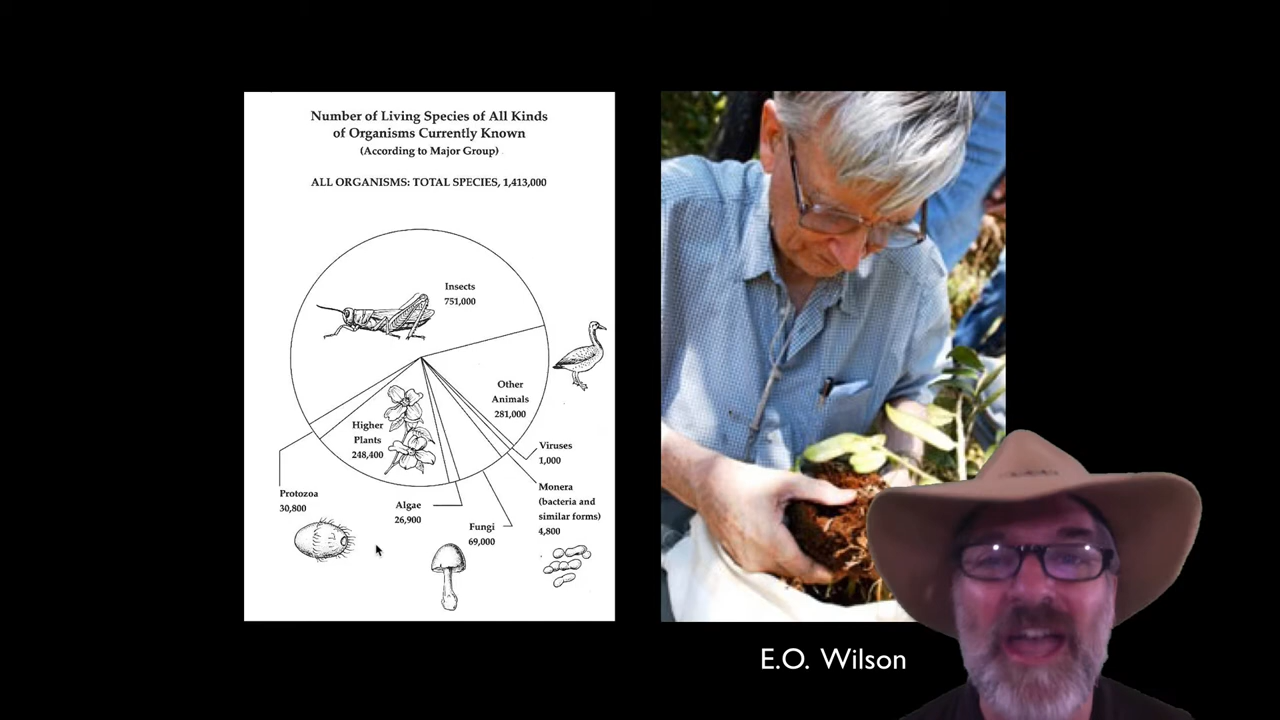 Number of Living Species of All Kinds
of Organisms Currently Known
(According to Major Group)
ALL ORGANISMS: TOTAL SPECIES, 1,413,000
Insects
751,000
Other
Animals
281,000
Higher
Plants
248,400
Viruses
1,000
Monera
(bacteria and
similar forms)
4,800
Protozoa
30,800
Algae
26,900
Fungi
69,000
E.O. Wilson